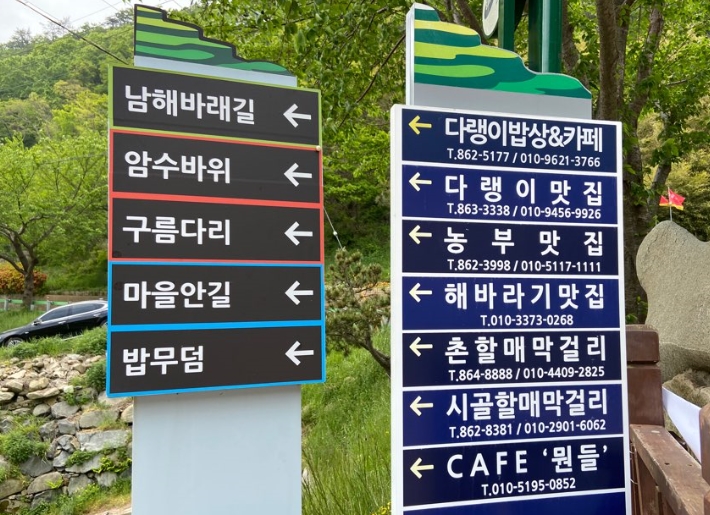 남해바래길 ←
암수바위 ←
구름다리 ←
마을안길 ←
밥무덤 ←
← 다랭이밥상&카페
T.862-5177 / 010-9621-3766
← 다랭이맛집
T.863-3338 / 010-9456-9926
← 농부맛집
T.862-3998 / 010-5117-1111
← 해바라기맛집
T.010-3373-0268
← 촌할매막걸리
T.864-8888 / 010-4409-2825
← 시골할매막걸리
T.862-8381 / 010-2901-6062
← CAFE ‘뭔들’
T.010-5195-0852